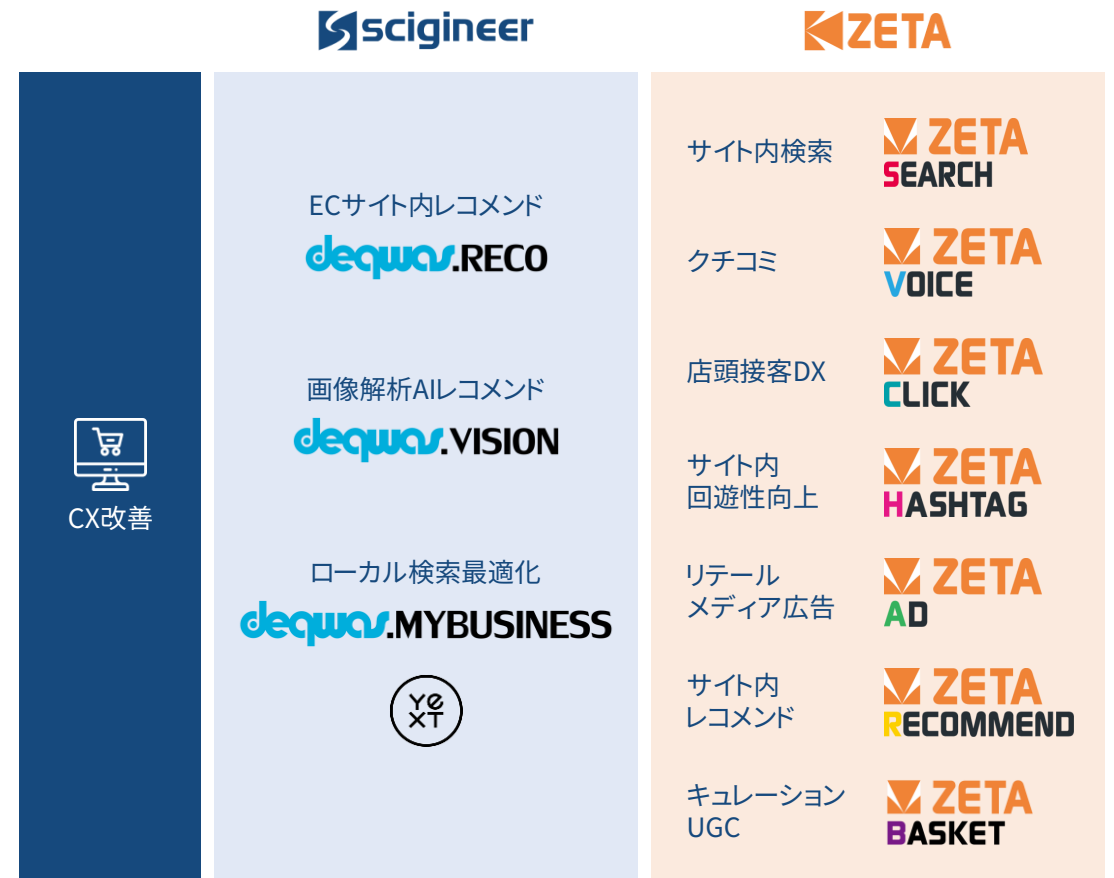 scigineer
ZETA
CX改善
ECサイト内レコメンド
deqwas.RECO
画像解析AIレコメンド
deqwas.VISION
ローカル検索最適化
deqwas.MYBUSINESS
YE
XT
サイト内検索
ZETA
SEARCH
クチコミ
ZETA
VOICE
店頭接客DX
ZETA
CLICK
サイト内
回遊性向上
ZETA
HASHTAG
リテール
メディア広告
ZETA
AD
サイト内
レコメンド
ZETA
RECOMMEND
キュレーション
UGC
ZETA
BASKET